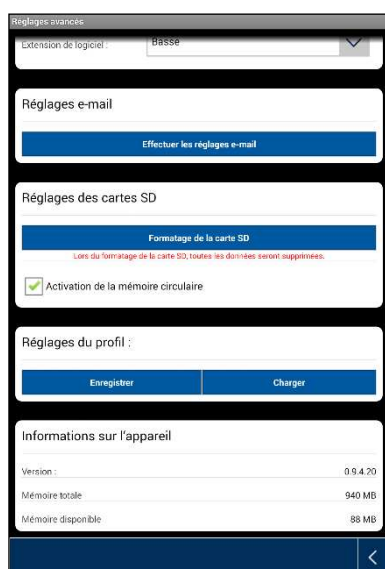 Réglages avancés
Extension de logiciel : Basse
Réglages e-mail
Effectuer les réglages e-mail
Réglages des cartes SD
Formatage de la carte SD
Lors du formatage de la carte SD, toutes les données seront supprimées.
Activation de la mémoire circulaire
Réglages du profil :
Enregistrer Charger
Informations sur l'appareil
Version : 0.9.4.20
Mémoire totale 940 MB
Mémoire disponible 88 MB